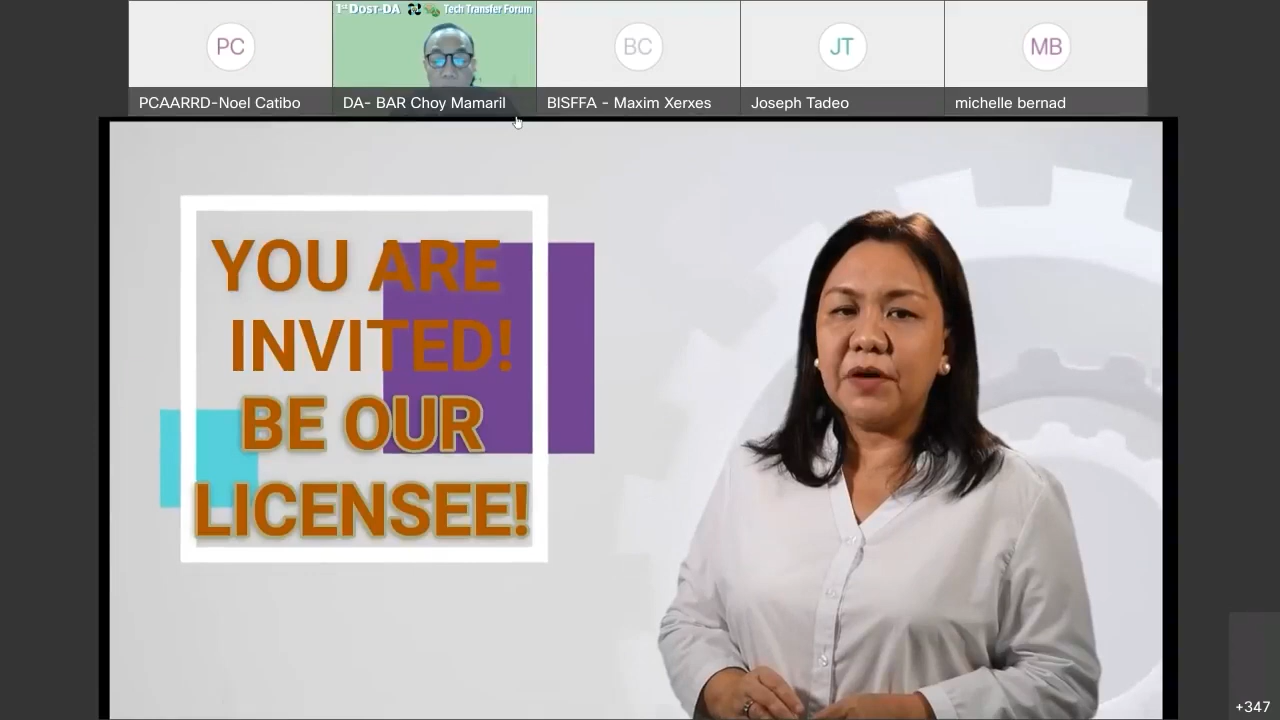 1st DOST-DA Tech Transfer Forum
PC
BC
JT
MB
PCAARRD-Noel Catibo
DA- BAR Choy Mamaril
BISFFA - Maxim Xerxes
Joseph Tadeo
michelle bernad
YOU ARE
INVITED!
BE OUR
LICENSEE!
+347